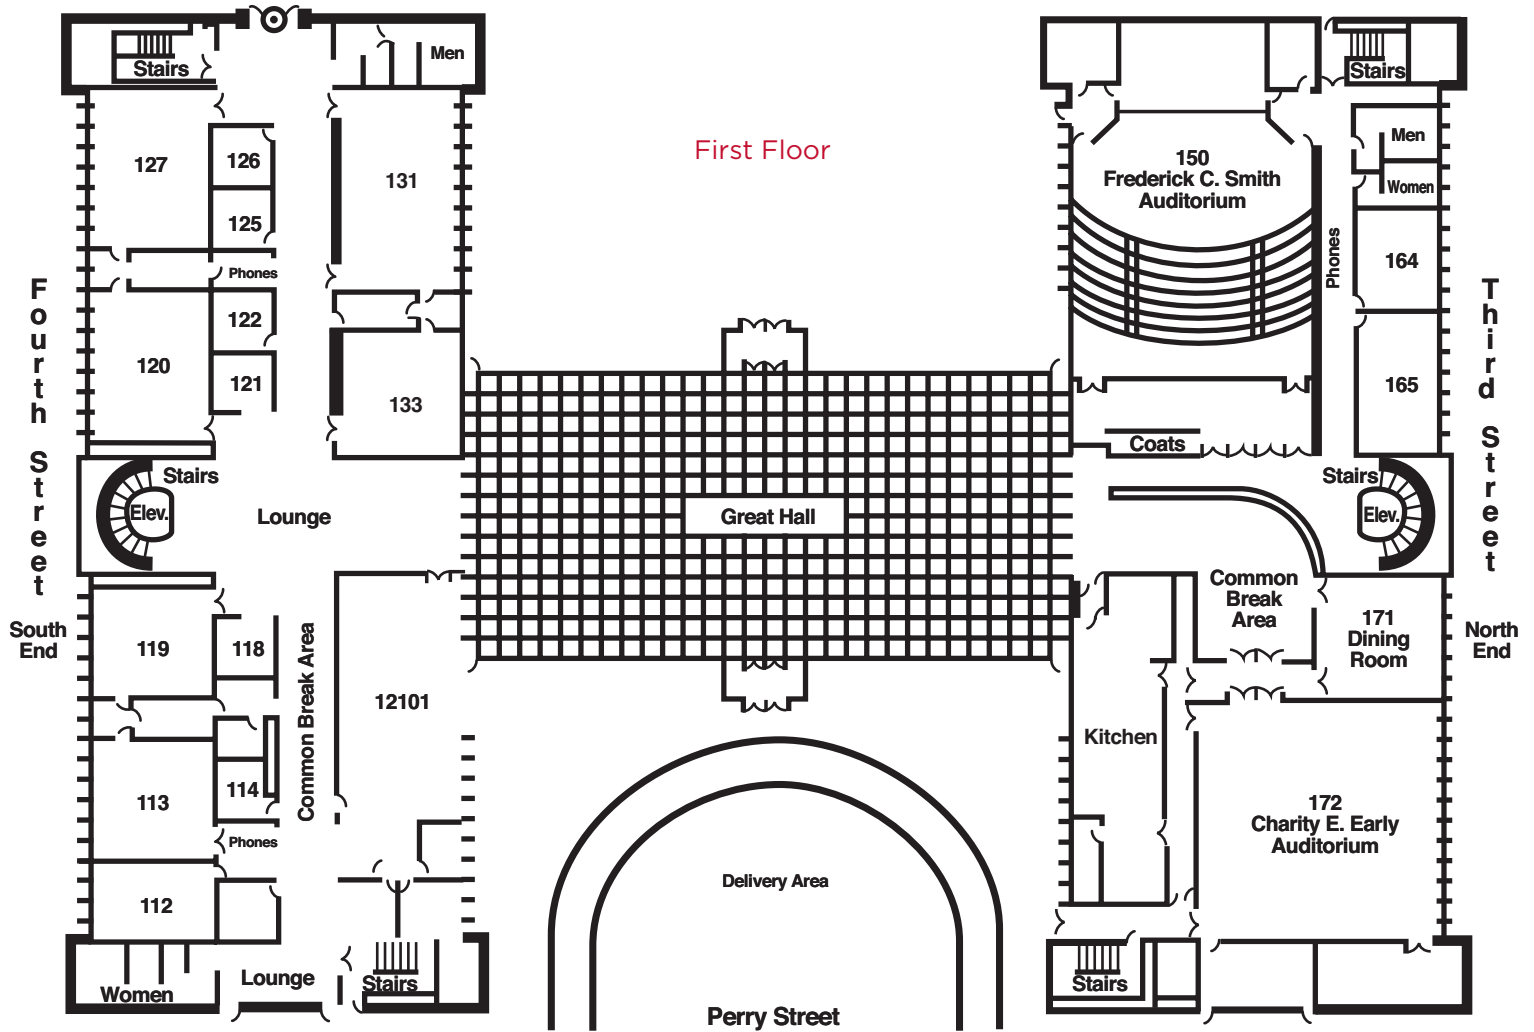 First Floor
Stairs
Men
127
126
125
131
Phones
122
120
121
133
Stairs
Elev.
Lounge
Fourth Street
South
End
119
118
Common Break Area
12101
113
114
Phones
112
Women
Lounge
Stairs
Great Hall
Delivery Area
Perry Street
150
Frederick C. Smith
Auditorium
Stairs
Men
Women
Phones
164
165
Coats
Stairs
Elev.
Third Street
North
End
Common
Break
Area
171
Dining
Room
Kitchen
172
Charity E. Early
Auditorium
Stairs